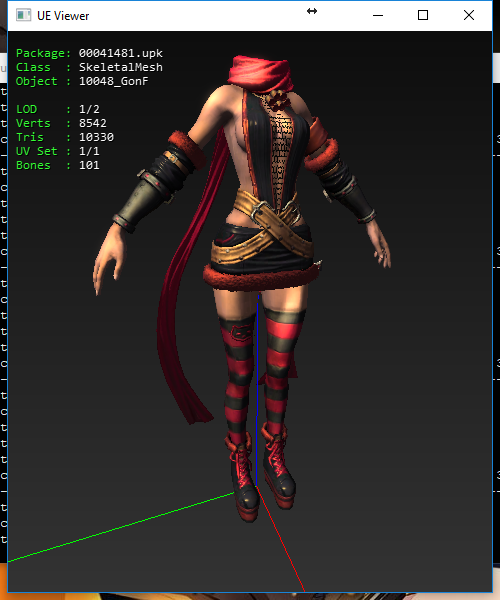 UE Viewer
Package: 00041481.upk
Class  : SkeletalMesh
Object : 10048_GonF
LOD    : 1/2
Verts  : 8542
Tris   : 10330
UV Set : 1/1
Bones  : 101